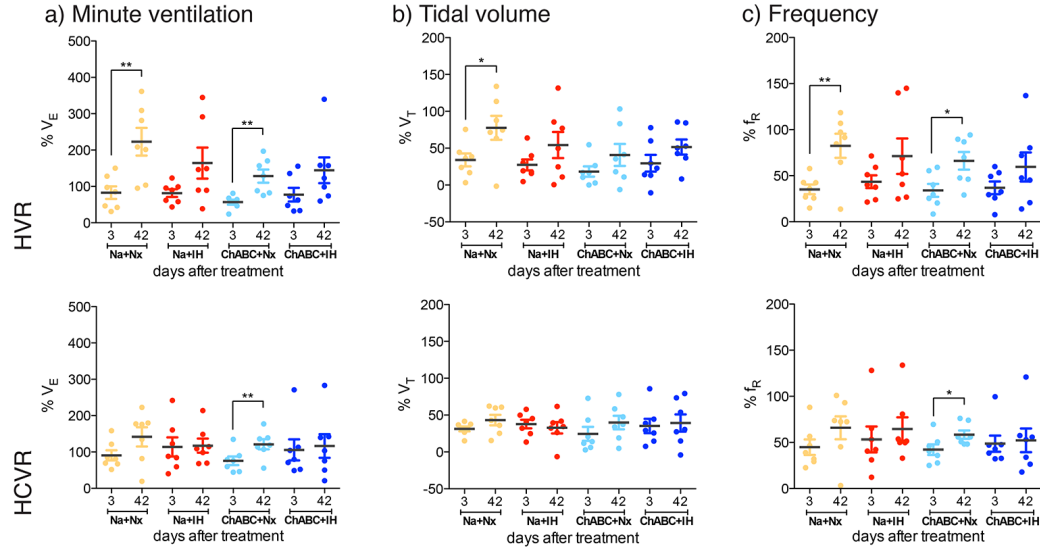 a) Minute ventilation
b) Tidal volume
c) Frequency
HVR
% VE
500
400
300
200
100
0
**
**
3 42 3 42 3 42 3 42
Na+Nx Na+IH ChABC+Nx ChABC+IH
days after treatment
% VT
200
150
100
50
0
-50
*
3 42 3 42 3 42 3 42
Na+Nx Na+IH ChABC+Nx ChABC+IH
days after treatment
% fR
200
150
100
50
0
**
*
3 42 3 42 3 42 3 42
Na+Nx Na+IH ChABC+Nx ChABC+IH
days after treatment
HCVR
% VE
500
400
300
200
100
0
**
3 42 3 42 3 42 3 42
Na+Nx Na+IH ChABC+Nx ChABC+IH
days after treatment
% VT
200
150
100
50
0
-50
3 42 3 42 3 42 3 42
Na+Nx Na+IH ChABC+Nx ChABC+IH
days after treatment
% fR
200
150
100
50
0
*
3 42 3 42 3 42 3 42
Na+Nx Na+IH ChABC+Nx ChABC+IH
days after treatment